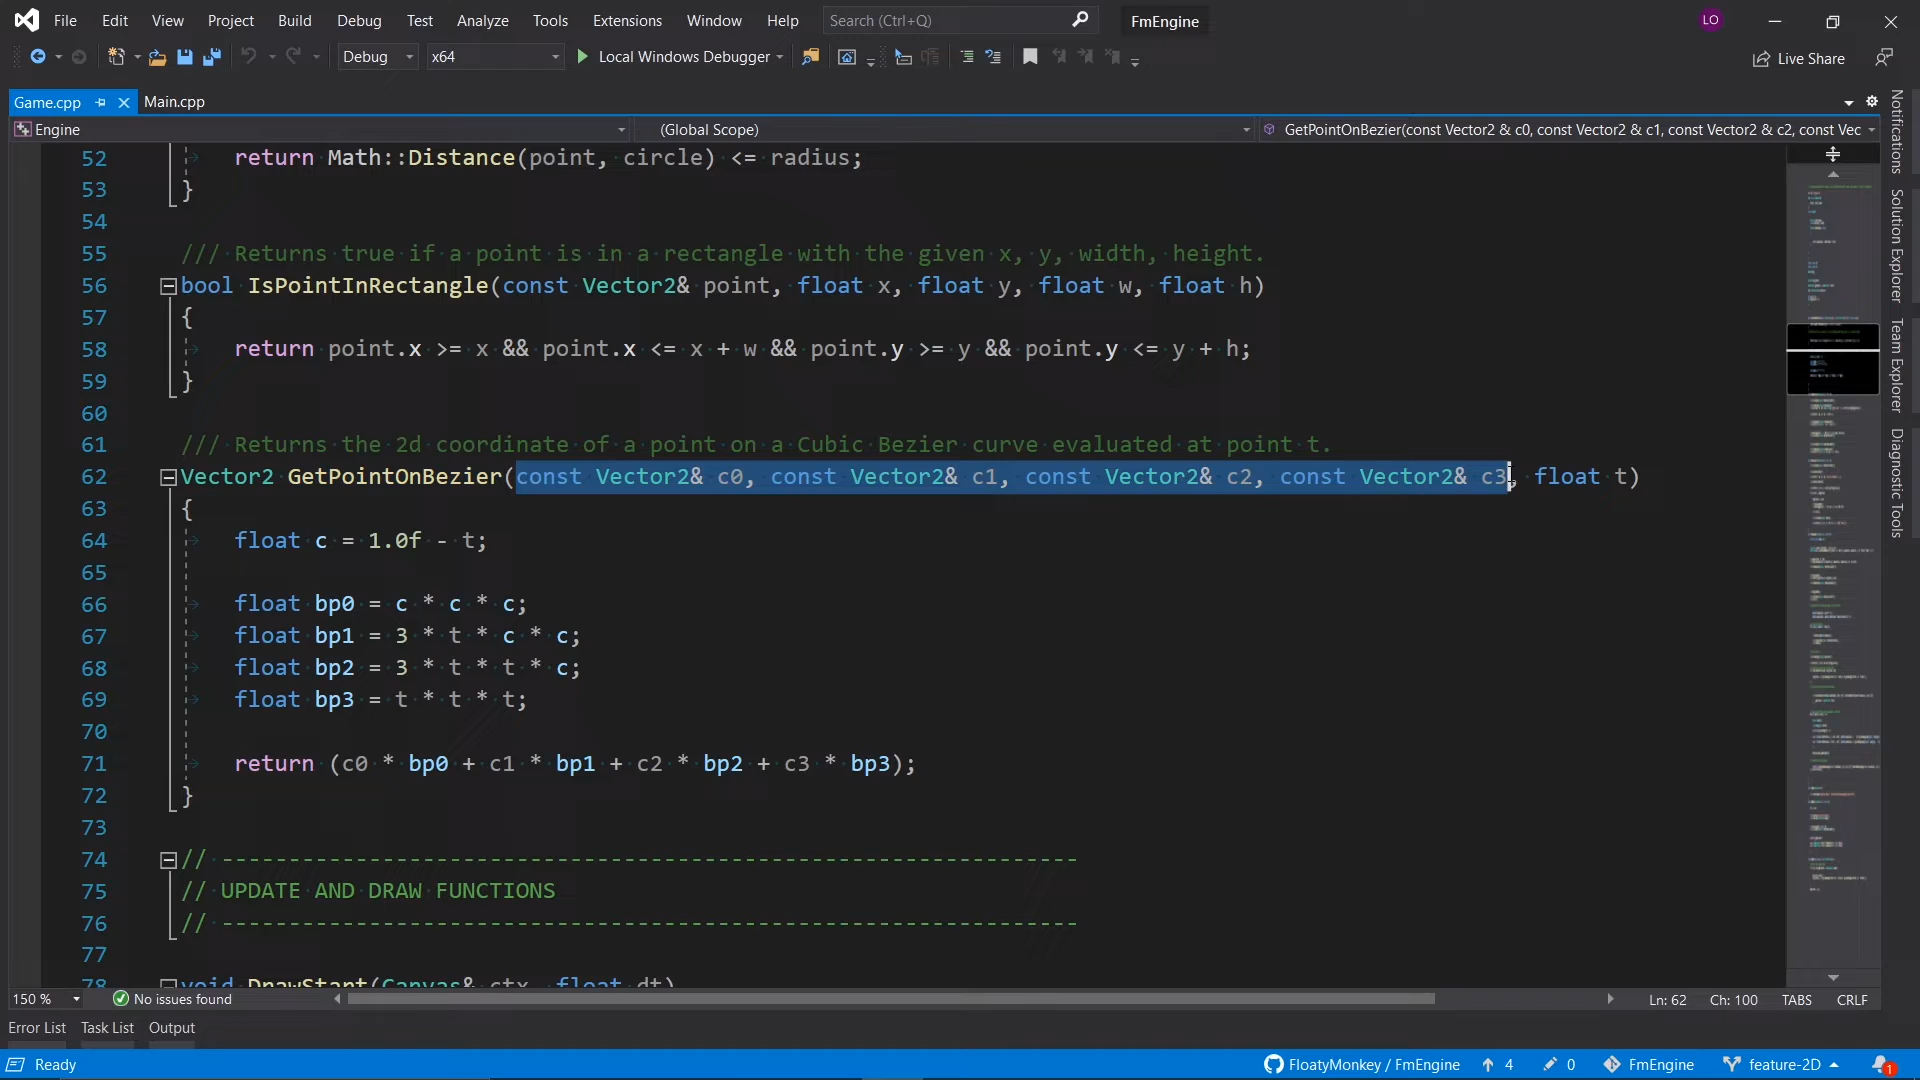 File Edit View Project Build Debug Test Analyze Tools Extensions Window Help Search (Ctrl+Q) FmEngine LO
Debug x64 Local Windows Debugger Live Share
Game.cpp Main.cpp
Engine (Global Scope) GetPointOnBezier(const Vector2 & c0, const Vector2 & c1, const Vector2 & c2, const Vec
52 return Math::Distance(point, circle) <= radius;
53 }
54
55 /// Returns true if a point is in a rectangle with the given x, y, width, height.
56 bool IsPointInRectangle(const Vector2& point, float x, float y, float w, float h)
57 {
58 return point.x >= x && point.x <= x + w && point.y >= y && point.y <= y + h;
59 }
60
61 /// Returns the 2d coordinate of a point on a Cubic Bezier curve evaluated at point t.
62 Vector2 GetPointOnBezier(const Vector2& c0, const Vector2& c1, const Vector2& c2, const Vector2& c3, float t)
63 {
64 float c = 1.0f - t;
65
66 float bp0 = c * c * c;
67 float bp1 = 3 * t * c * c;
68 float bp2 = 3 * t * t * c;
69 float bp3 = t * t * t;
70
71 return (c0 * bp0 + c1 * bp1 + c2 * bp2 + c3 * bp3);
72 }
73
74 // ----------------------------------------------------------------
75 // UPDATE AND DRAW FUNCTIONS
76 // ----------------------------------------------------------------
77
78 void DrawStart(Canvas& ctx, float dt)
Notifications
Solution Explorer
Team Explorer
Diagnostic Tools
150 % No issues found Ln: 62 Ch: 100 TABS CRLF
Error List Task List Output
Ready FloatyMonkey / FmEngine 4 0 FmEngine feature-2D 1